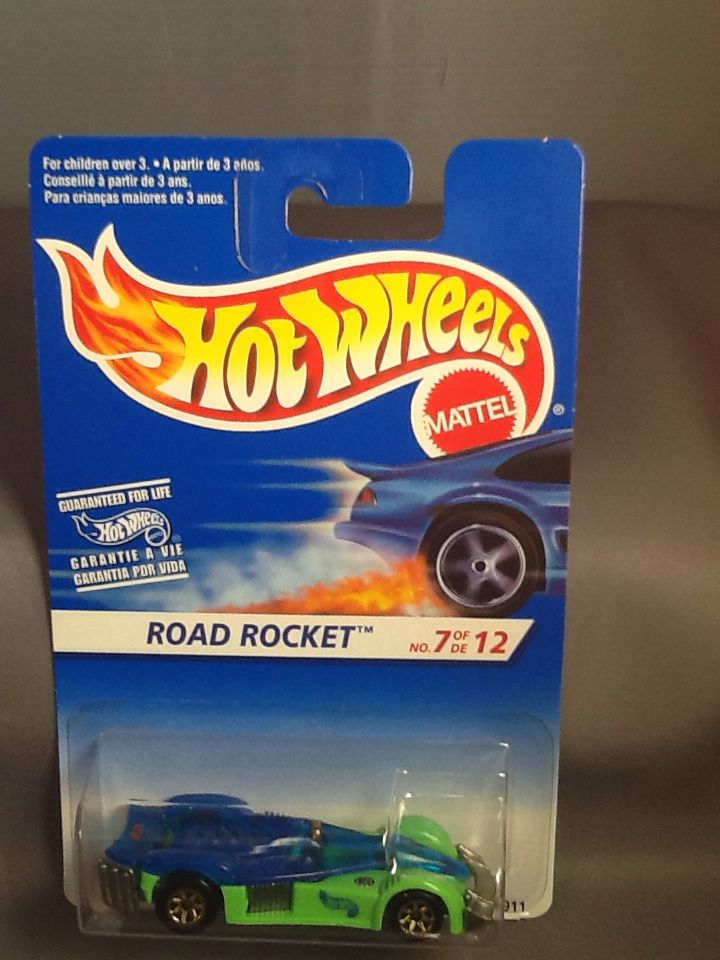 For children over 3. • A partir de 3 años.
Conseillé à partir de 3 ans.
Para crianças maiores de 3 anos.
HOT WHEELS
MATTEL
®
GUARANTEED FOR LIFE
HOT WHEELS
GARANTIE A VIE
GARANTIA POR VIDA
ROAD ROCKET™
NO. 7 OF DE 12
911